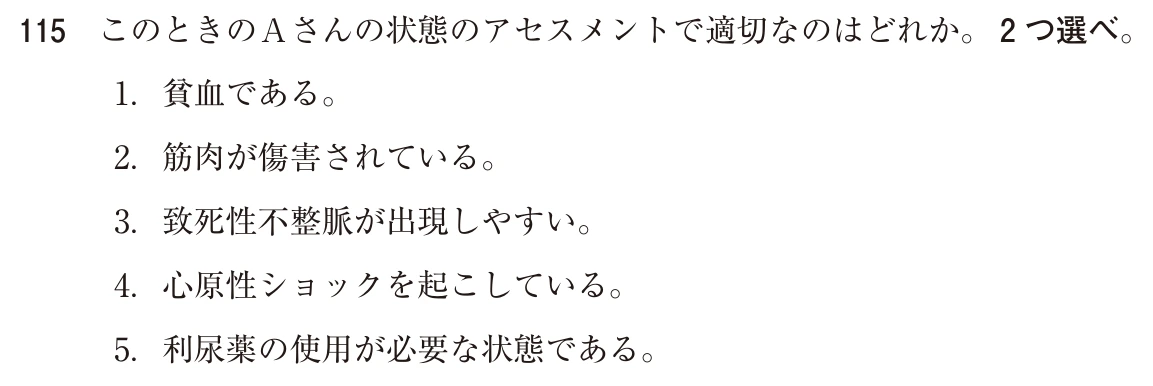 115 このときのAさんの状態のアセスメントで適切なのはどれか。2つ選べ。
1. 貧血である。
2. 筋肉が傷害されている。
3. 致死性不整脈が出現しやすい。
4. 心原性ショックを起こしている。
5. 利尿薬の使用が必要な状態である。